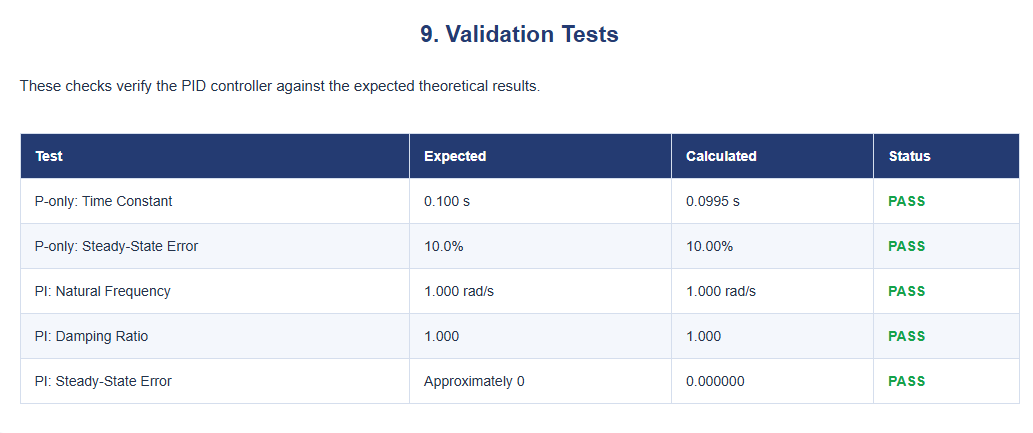 9. Validation Tests
These checks verify the PID controller against the expected theoretical results.
Test Expected Calculated Status
P-only: Time Constant 0.100 s 0.0995 s PASS
P-only: Steady-State Error 10.0% 10.00% PASS
PI: Natural Frequency 1.000 rad/s 1.000 rad/s PASS
PI: Damping Ratio 1.000 1.000 PASS
PI: Steady-State Error Approximately 0 0.000000 PASS